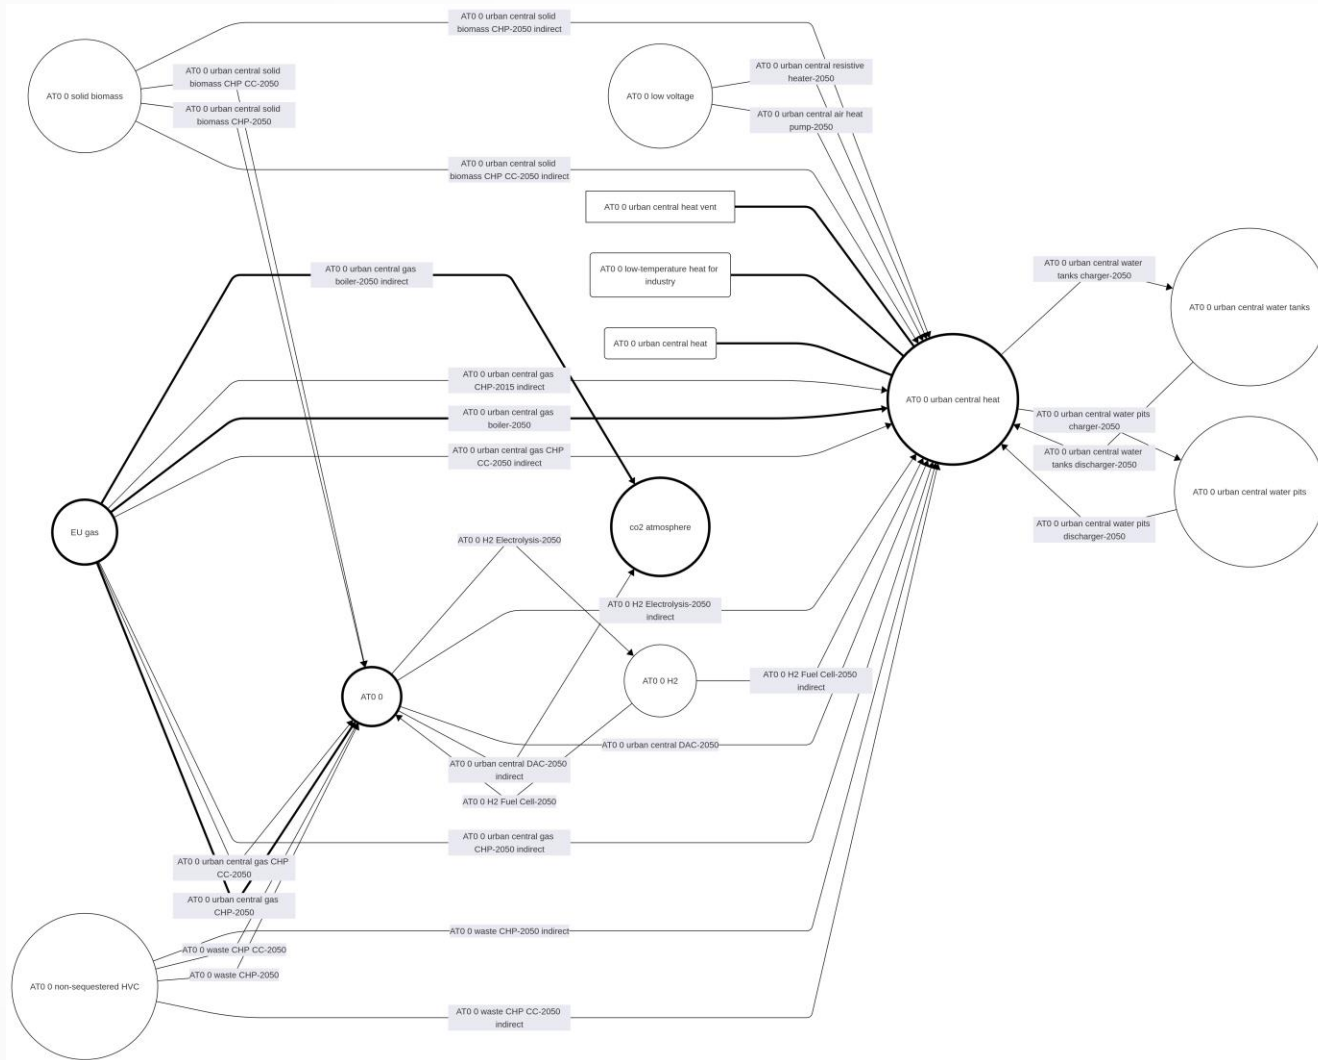 AT0 0 urban central solid
biomass CHP-2050 indirect
AT0 0 solid biomass
AT0 0 urban central solid
biomass CHP CC-2050
AT0 0 urban central solid
biomass CHP-2050
AT0 0 low voltage
AT0 0 urban central resistive
heater-2050
AT0 0 urban central air heat
pump-2050
AT0 0 urban central solid
biomass CHP CC-2050 indirect
AT0 0 urban central heat vent
AT0 0 urban central gas
boiler-2050 indirect
AT0 0 low-temperature heat for
industry
AT0 0 urban central heat
AT0 0 urban central water
tanks charger-2050
AT0 0 urban central water tanks
AT0 0 urban central gas
CHP-2015 indirect
AT0 0 urban central gas
boiler-2050
AT0 0 urban central gas CHP
CC-2050 indirect
AT0 0 urban central heat
AT0 0 urban central water pits
charger-2050
AT0 0 urban central water
tanks discharger-2050
AT0 0 urban central water pits
AT0 0 urban central water pits
discharger-2050
EU gas
co2 atmosphere
AT0 0 H2 Electrolysis-2050
AT0 0 H2 Electrolysis-2050
indirect
AT0 0
AT0 0 H2
AT0 0 H2 Fuel Cell-2050
indirect
AT0 0 urban central DAC-2050
AT0 0 urban central DAC-2050
indirect
AT0 0 H2 Fuel Cell-2050
AT0 0 urban central gas
CHP-2050 indirect
AT0 0 urban central gas CHP
CC-2050
AT0 0 urban central gas
CHP-2050
AT0 0 waste CHP-2050 indirect
AT0 0 waste CHP CC-2050
AT0 0 waste CHP-2050
AT0 0 non-sequestered HVC
AT0 0 waste CHP CC-2050
indirect